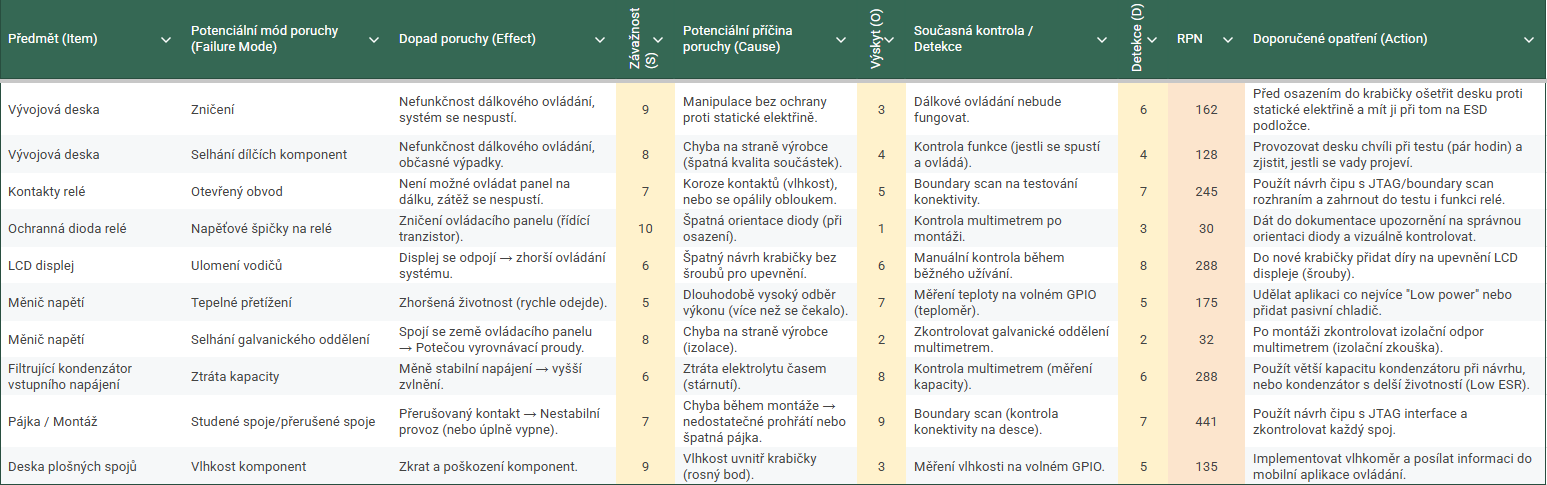 Předmět (Item)
Potenciální mód poruchy
(Failure Mode)
Dopad poruchy (Effect)
Závažnost
(S)
Potenciální příčina
poruchy (Cause)
Výskyt (O)
Současná kontrola /
Detekce
Detekce (D)
RPN
Doporučené opatření (Action)
Vývojová deska
Zničení
Nefunkčnost dálkového ovládání,
systém se nespustí.
9
Manipulace bez ochrany
proti statické elektřině.
3
Dálkové ovládání nebude
fungovat.
6
162
Před osazením do krabičky ošetřit desku proti
statické elektřině a mít ji při tom na ESD
podložce.
Vývojová deska
Selhání dílčích komponent
Nefunkčnost dálkového ovládání,
občasné výpadky.
8
Chyba na straně výrobce
(špatná kvalita součástek).
4
Kontrola funkce (jestli se spustí
a ovládá).
4
128
Provozovat desku chvíli při testu (pár hodin) a
zjistit, jestli se vady projeví.
Kontakty relé
Otevřený obvod
Není možné ovládat panel na
dálku, zátěž se nespustí.
7
Koroze kontaktů (vlhkost),
nebo se opálily obloukem.
5
Boundary scan na testování
konektivity.
7
245
Použít návrh čipu s JTAG/boundary scan
rozhraním a zahrnout do testu i funkci relé.
Ochranná dioda relé
Napěťové špičky na relé
Zničení ovládacího panelu (řídící
tranzistor).
10
Špatná orientace diody (při
osazení).
1
Kontrola multimetrem po
montáži.
3
30
Dát do dokumentace upozornění na správnou
orientaci diody a vizuálně kontrolovat.
LCD displej
Ulomení vodičů
Displej se odpojí → zhorší ovládání
systému.
6
Špatný návrh krabičky bez
šroubů pro upevnění.
6
Manuální kontrola během
běžného užívání.
8
288
Do nové krabičky přidat díry na upevnění LCD
displeje (šrouby).
Měnič napětí
Tepelné přetížení
Zhoršená životnost (rychle odejde).
5
Dlouhodobě vysoký odběr
výkonu (více než se čekalo).
7
Měření teploty na volném GPIO
(teploměr).
5
175
Udělat aplikaci co nejvíce "Low power" nebo
přidat pasivní chladič.
Měnič napětí
Selhání galvanického oddělení
Spojí se země ovládacího panelu
→ Potečou vyrovnávací proudy.
8
Chyba na straně výrobce
(izolace).
2
Zkontrolovat galvanické oddělení
multimetrem.
2
32
Po montáži zkontrolovat izolační odpor
multimetrem (izolační zkouška).
Filtrující kondenzátor
vstupního napájení
Ztráta kapacity
Méně stabilní napájení → vyšší
zvlnění.
6
Ztráta elektrolytu časem
(stárnutí).
8
Kontrola multimetrem (měření
kapacity).
6
288
Použít větší kapacitu kondenzátoru při návrhu,
nebo kondenzátor s delší životností (Low ESR).
Pájka / Montáž
Studené spoje/přerušené spoje
Přerušovaný kontakt → Nestabilní
provoz (nebo úplně vypne).
7
Chyba během montáže →
nedostatečné prohřátí nebo
špatná pájka.
9
Boundary scan (kontrola
konektivity na desce).
7
441
Použít návrh čipu s JTAG interface a
zkontrolovat každý spoj.
Deska plošných spojů
Vlhkost komponent
Zkrat a poškození komponent.
9
Vlhkost uvnitř krabičky
(rosný bod).
3
Měření vlhkosti na volném GPIO.
5
135
Implementovat vlhkoměr a posílat informaci do
mobilní aplikace ovládání.